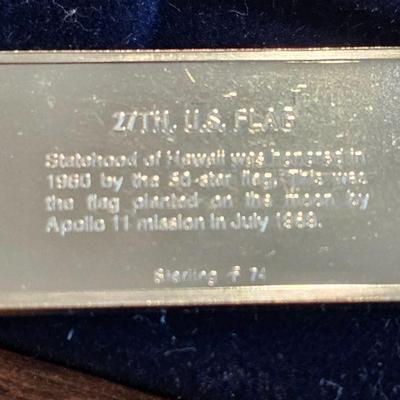 27TH. U.S. FLAG
Statehood of Hawaii was honored in
1960 by the 50-star flag. This was
the flag planted on the moon by
Apollo 11 mission in July 1969.
Sterling 74